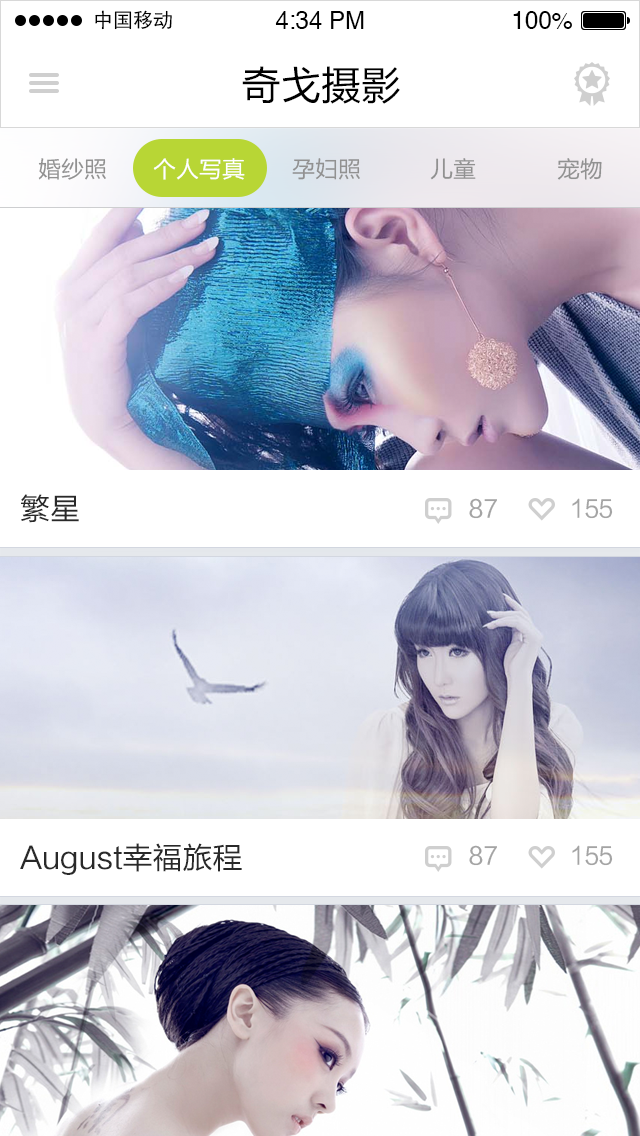 中国移动 4:34 PM 100%
奇戈摄影
婚纱照 个人写真 孕妇照 儿童 宠物
繁星 87 155
August幸福旅程 87 155